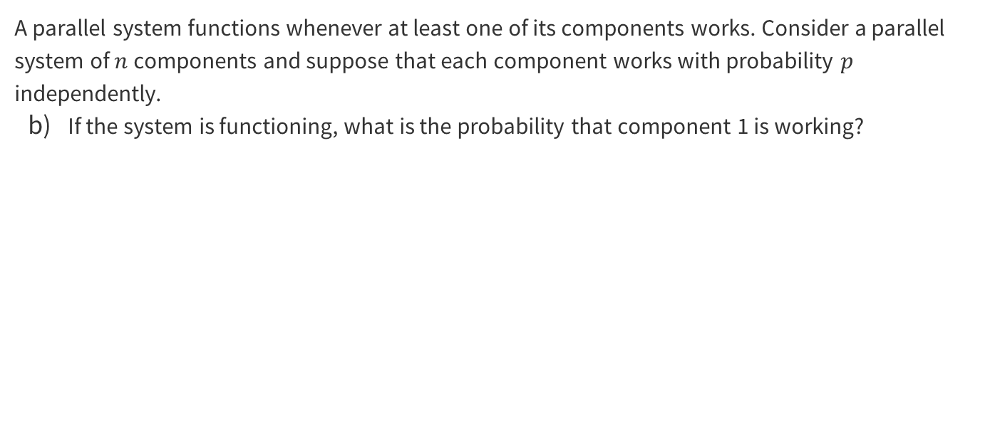 A parallel system functions whenever at least one of its components works. Consider a parallel
system of n components and suppose that each component works with probability p
independently.
b) If the system is functioning, what is the probability that component 1 is working?